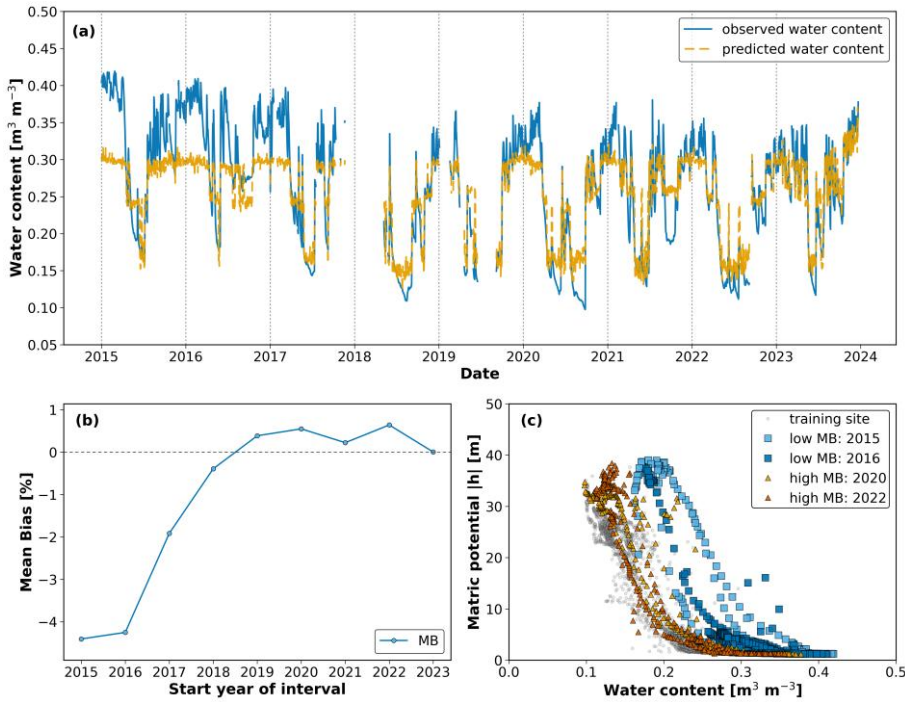 (a)
observed water content
predicted water content
Water content [m³ m⁻³]
0.50
0.45
0.40
0.35
0.30
0.25
0.20
0.15
0.10
0.05
2015 2016 2017 2018 2019 2020 2021 2022 2023 2024
Date
(b)
Mean Bias [%]
1
0
−1
−2
−3
−4
MB
2015 2016 2017 2018 2019 2020 2021 2022 2023
Start year of interval
(c)
training site
low MB: 2015
low MB: 2016
high MB: 2020
high MB: 2022
Matric potential |h| [m]
50
40
30
20
10
0
0.0 0.1 0.2 0.3 0.4 0.5
Water content [m³ m⁻³]